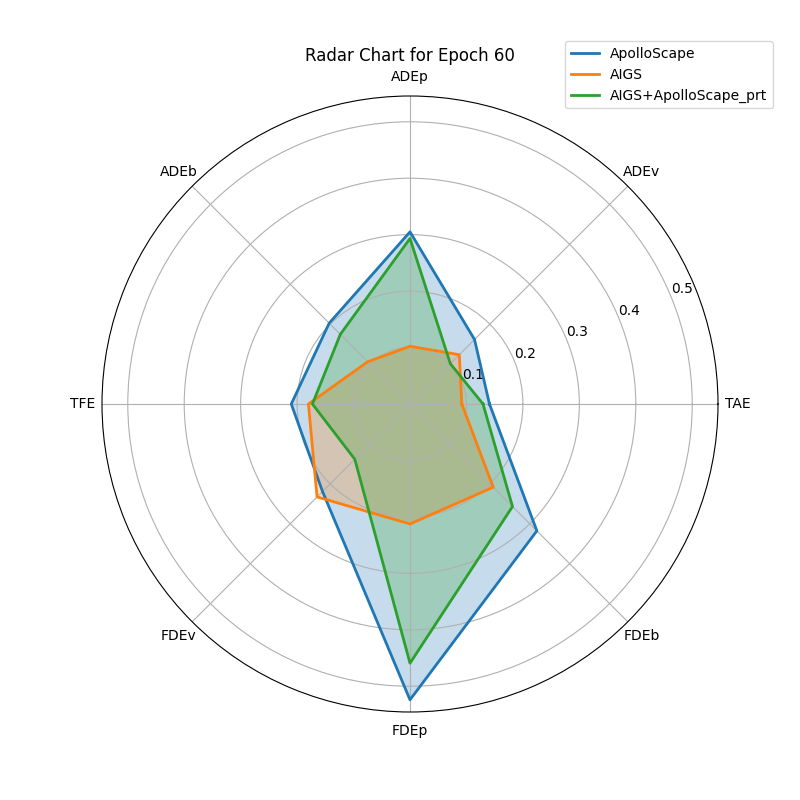 Radar Chart for Epoch 60
ApolloScape
AIGS
AIGS+ApolloScape_prt
ADEp
ADEb
ADEv
0.5
0.4
0.3
0.2
0.1
TFE
TAE
FDEv
FDEb
FDEp